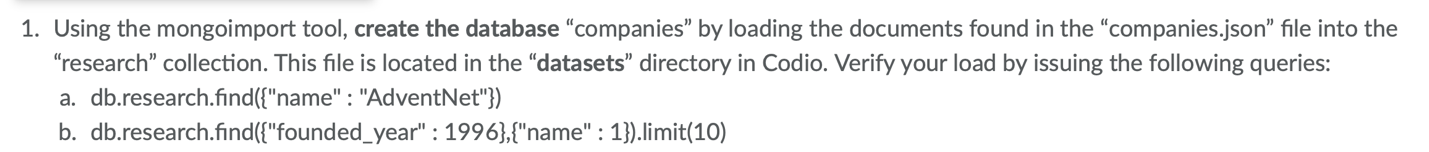 1. Using the mongoimport tool, create the database “companies” by loading the documents found in the “companies.json” file into the
“research” collection. This file is located in the “datasets” directory in Codio. Verify your load by issuing the following queries:
a. db.research.find({"name" : "AdventNet"})
b. db.research.find({"founded_year" : 1996},{"name" : 1}).limit(10)